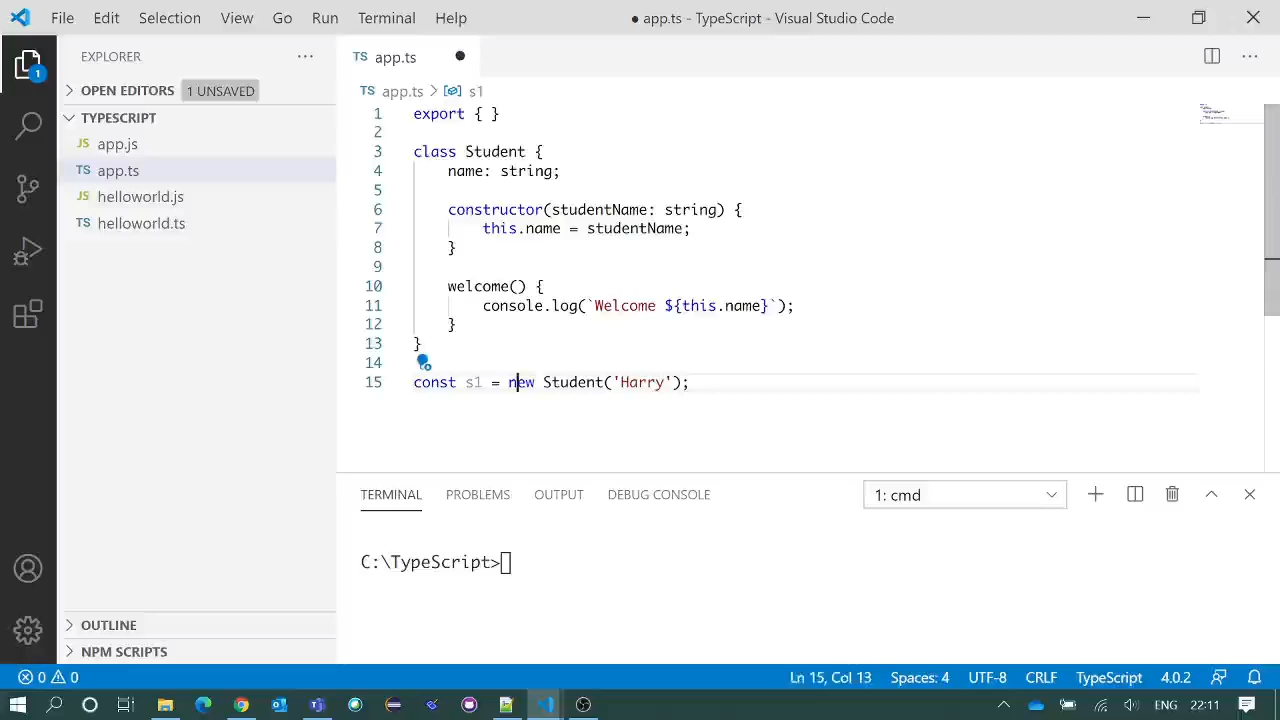 File Edit Selection View Go Run Terminal Help ● app.ts - TypeScript - Visual Studio Code
EXPLORER
TS app.ts
1
OPEN EDITORS 1 UNSAVED
TS app.ts > s1
TYPESCRIPT
JS app.js
TS app.ts
JS helloworld.js
TS helloworld.ts
1 export { }
2
3 class Student {
4 name: string;
5
6 constructor(studentName: string) {
7 this.name = studentName;
8 }
9
10 welcome() {
11 console.log(`Welcome ${this.name}`);
12 }
13 }
14
15 const s1 = new Student('Harry');
TERMINAL PROBLEMS OUTPUT DEBUG CONSOLE 1: cmd
C:\TypeScript>
OUTLINE
NPM SCRIPTS
0 0 Ln 15, Col 13 Spaces: 4 UTF-8 CRLF TypeScript 4.0.2
ENG 22:11